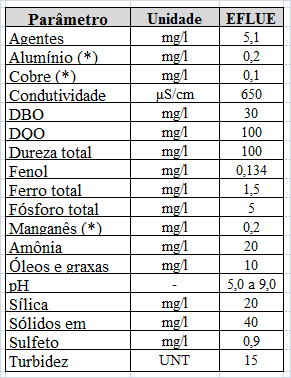 Parâmetro Unidade EFLUE
Agentes mg/l 5,1
Alumínio (*) mg/l 0,2
Cobre (*) mg/l 0,1
Condutividade µS/cm 650
DBO mg/l 30
DQO mg/l 100
Dureza total mg/l 100
Fenol mg/l 0,134
Ferro total mg/l 1,5
Fósforo total mg/l 5
Manganês (*) mg/l 0,2
Amônia mg/l 20
Óleos e graxas mg/l 10
pH - 5,0 a 9,0
Sílica mg/l 20
Sólidos em mg/l 40
Sulfeto mg/l 0,9
Turbidez UNT 15